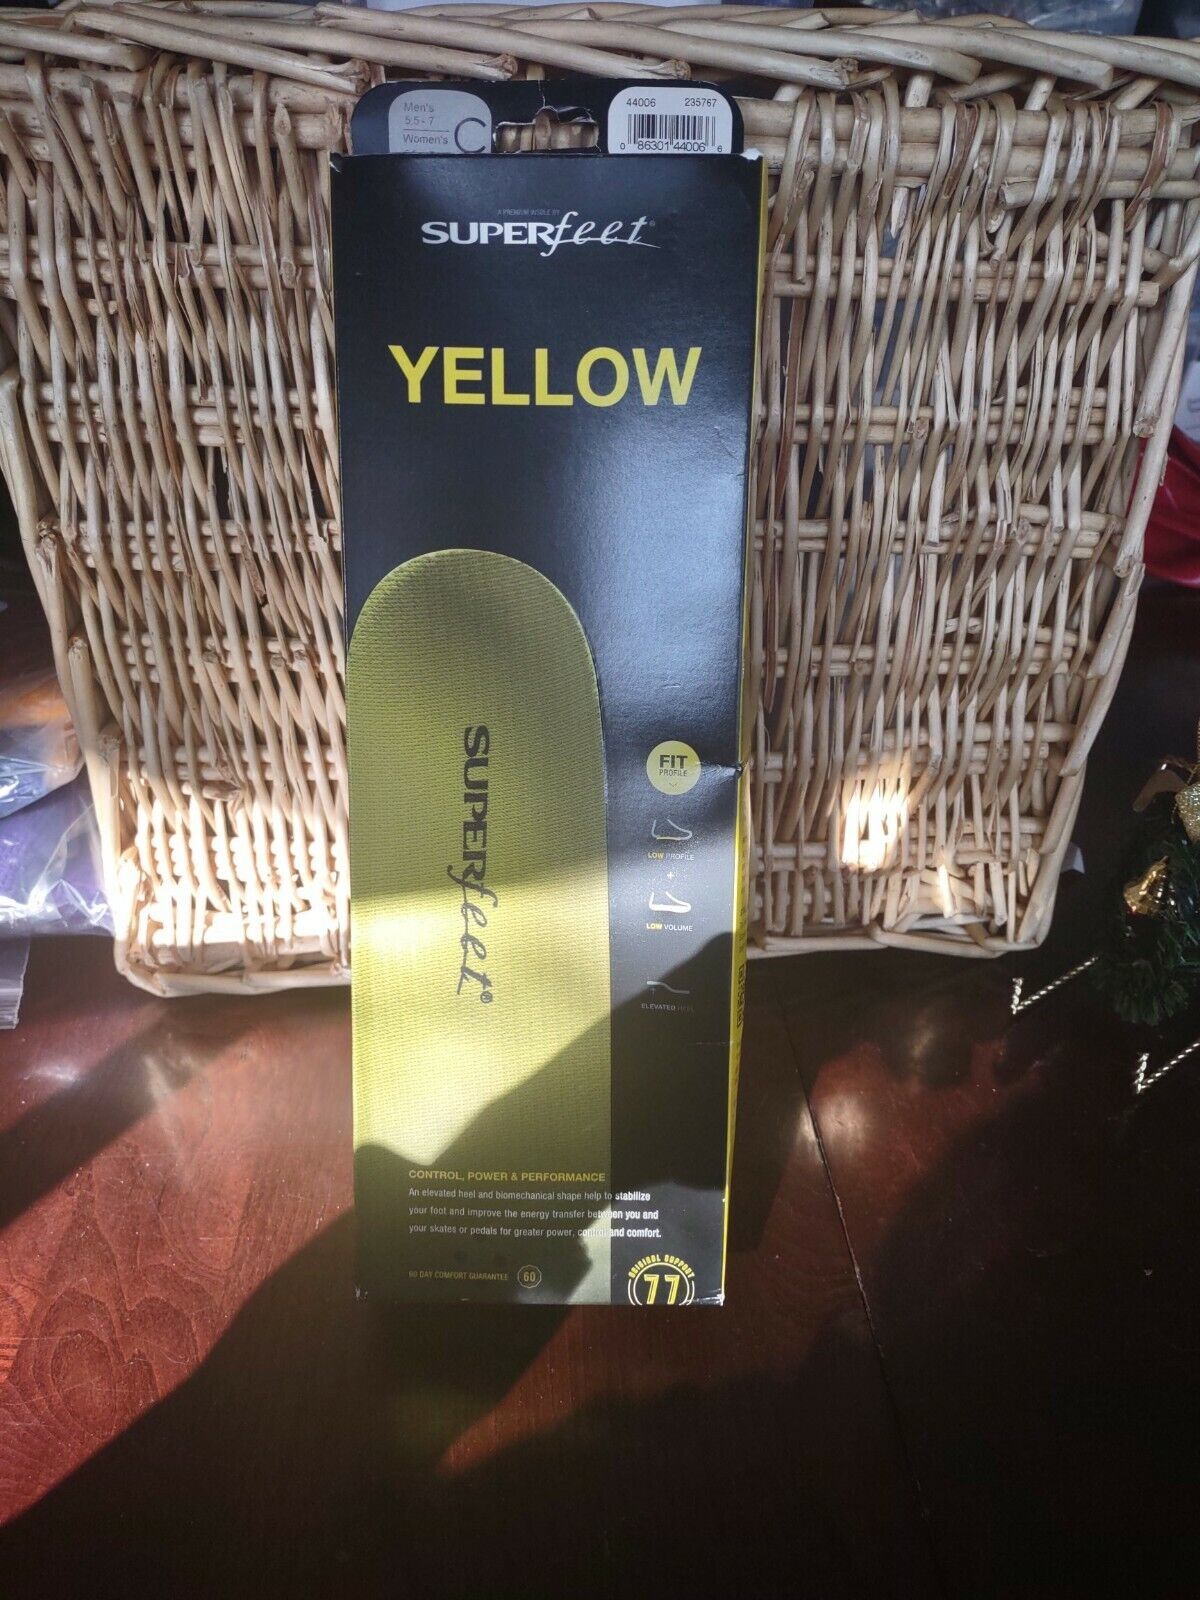 Men's
5.5 - 7
Women's
C
44006 235767
0 86301 44006 6
A PREMIUM INSOLE BY
SUPERfeet®
YELLOW
SUPERfeet®
FIT
PROFILE
LOW PROFILE
+
LOW VOLUME
ELEVATED HEEL
CONTROL, POWER & PERFORMANCE
An elevated heel and biomechanical shape help to stabilize
your foot and improve the energy transfer between you and
your skates or pedals for greater power, control and comfort.
60 DAY COMFORT GUARANTEE 60
ORIGINAL SUPPORT
77